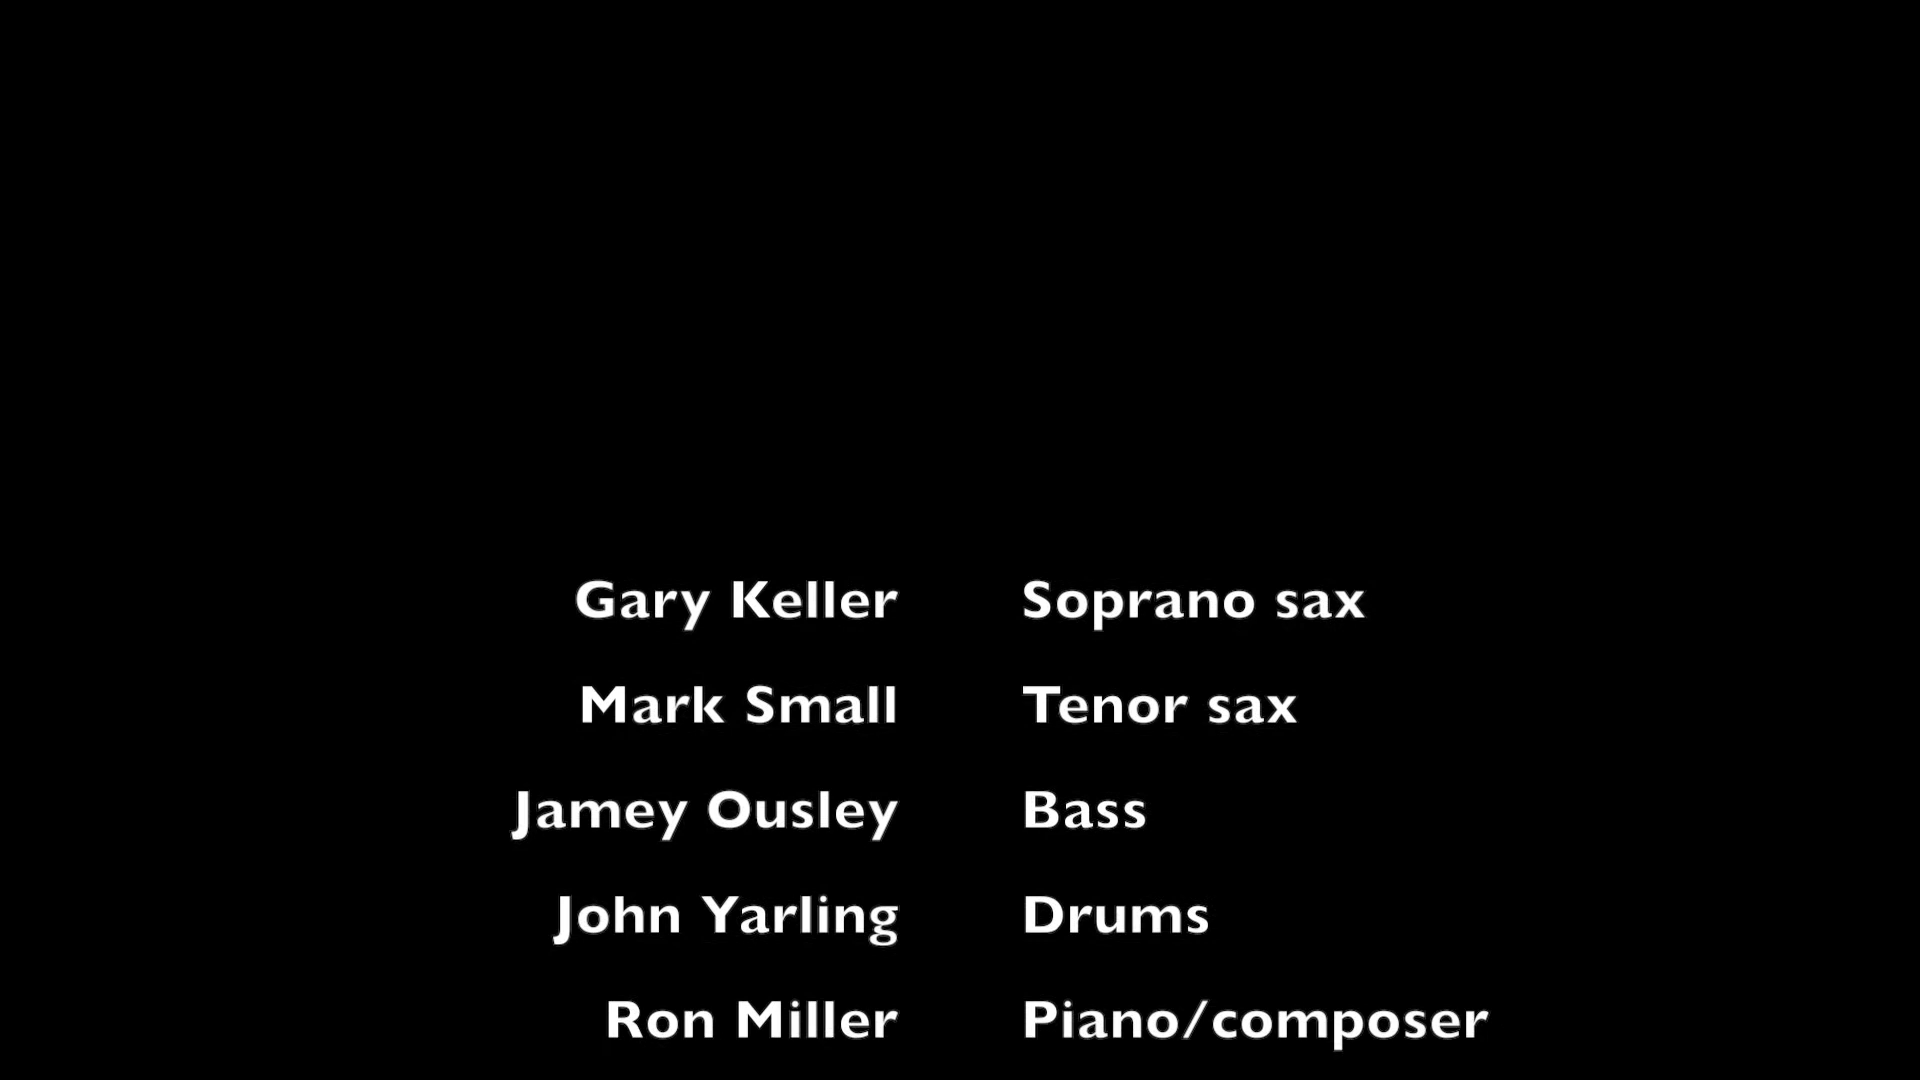 Gary Keller Soprano sax
Mark Small Tenor sax
Jamey Ousley Bass
John Yarling Drums
Ron Miller Piano/composer